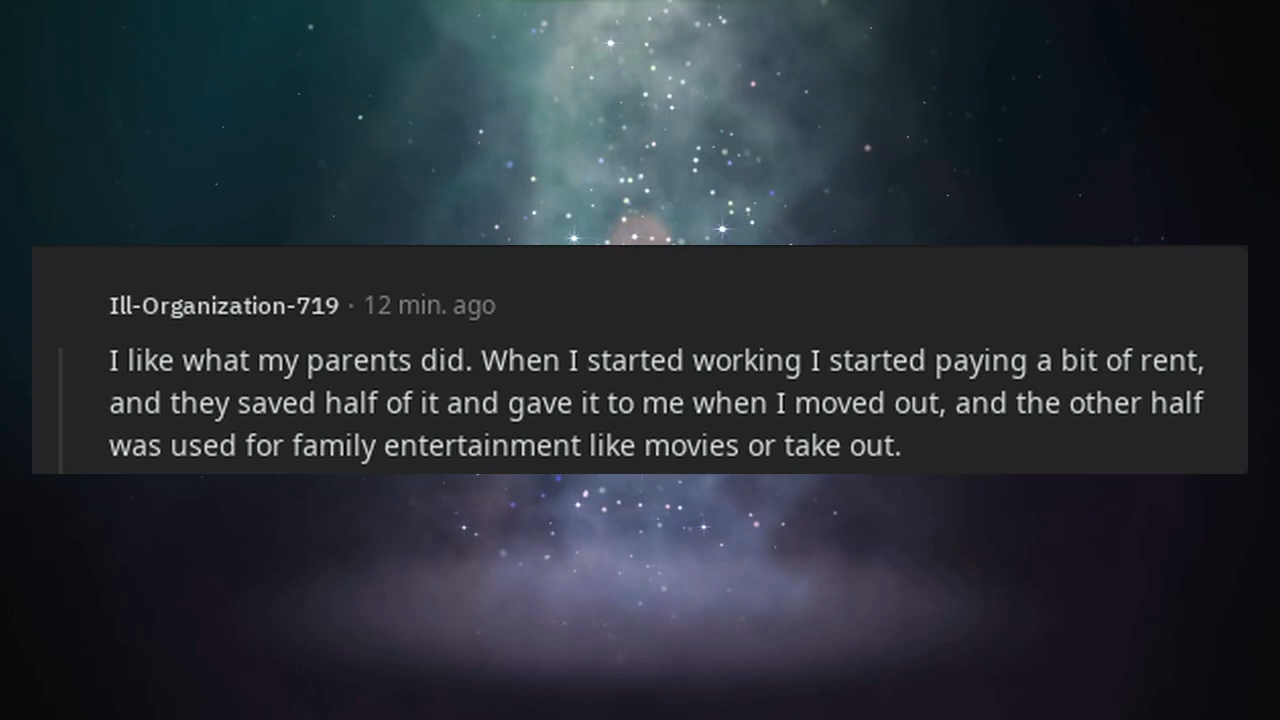 Ill-Organization-719 · 12 min. ago
I like what my parents did. When I started working I started paying a bit of rent,
and they saved half of it and gave it to me when I moved out, and the other half
was used for family entertainment like movies or take out.